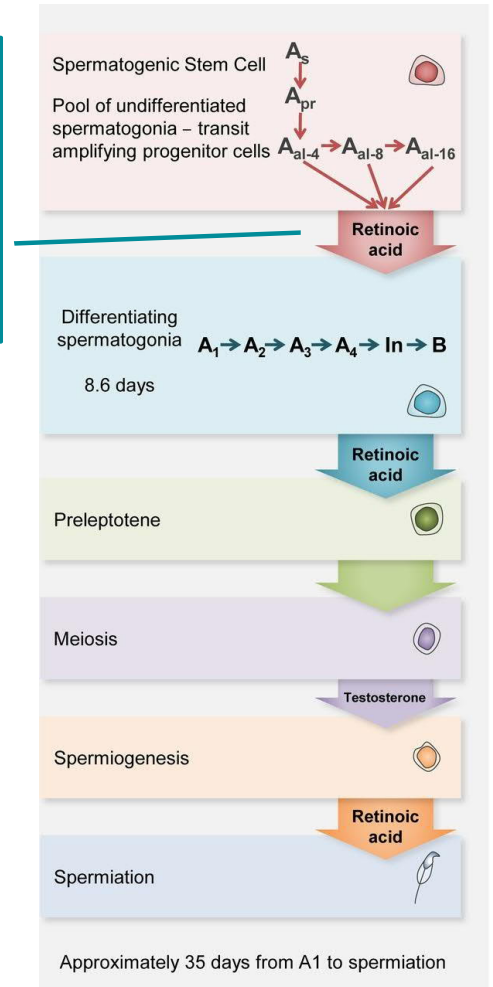 Spermatogenic Stem Cell
Pool of undifferentiated
spermatogonia – transit
amplifying progenitor cells
As
Apr
Aal-4 → Aal-8 → Aal-16
Retinoic
acid
Differentiating
spermatogonia
8.6 days
A1 → A2 → A3 → A4 → In → B
Retinoic
acid
Preleptotene
Meiosis
Testosterone
Spermiogenesis
Retinoic
acid
Spermiation
Approximately 35 days from A1 to spermiation